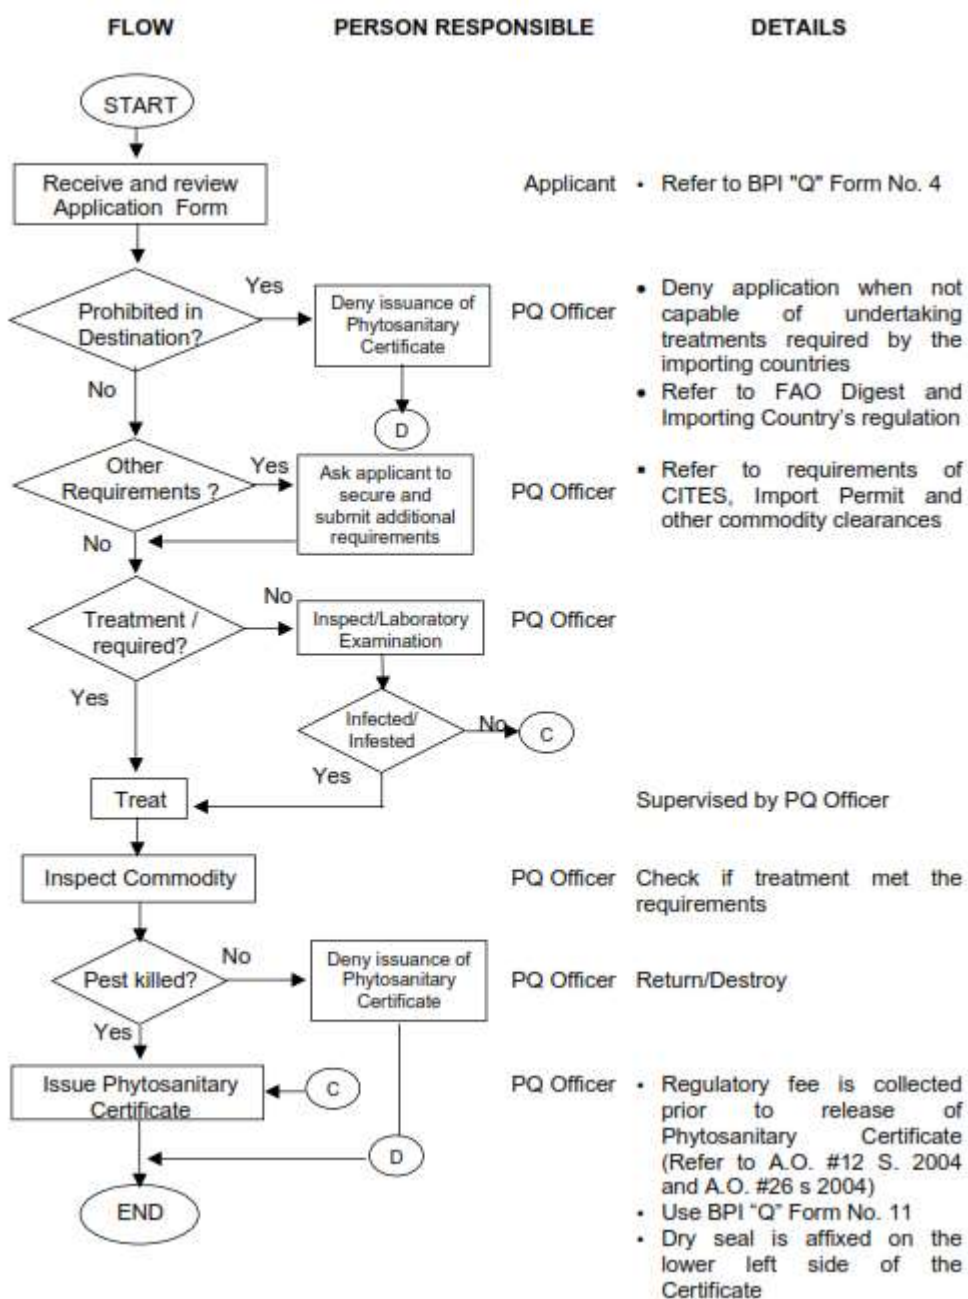 FLOW PERSON RESPONSIBLE DETAILS
START
Receive and review
Application Form
Applicant
• Refer to BPI "Q" Form No. 4
Prohibited in
Destination?
Yes
No
Deny issuance of
Phytosanitary
Certificate
D
PQ Officer
• Deny application when not
capable of undertaking
treatments required by the
importing countries
• Refer to FAO Digest and
Importing Country's regulation
Other
Requirements ?
Yes
No
Ask applicant to
secure and
submit additional
requirements
PQ Officer
▪ Refer to requirements of
CITES, Import Permit and
other commodity clearances
Treatment /
required?
No
Yes
Inspect/Laboratory
Examination
PQ Officer
Infected/
Infested
No
C
Yes
Treat
Supervised by PQ Officer
Inspect Commodity
PQ Officer
Check if treatment met the
requirements
Pest killed?
No
Yes
Deny issuance of
Phytosanitary
Certificate
PQ Officer
Return/Destroy
Issue Phytosanitary
Certificate
C
D
END
PQ Officer
• Regulatory fee is collected
prior to release of
Phytosanitary Certificate
(Refer to A.O. #12 S. 2004
and A.O. #26 s 2004)
• Use BPI “Q” Form No. 11
• Dry seal is affixed on the
lower left side of the
Certificate